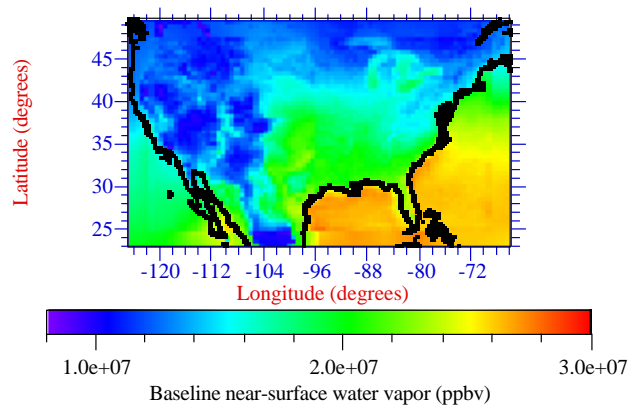 Latitude (degrees)
45
40
35
30
25
-120 -112 -104 -96 -88 -80 -72
Longitude (degrees)
1.0e+07 2.0e+07 3.0e+07
Baseline near-surface water vapor (ppbv)